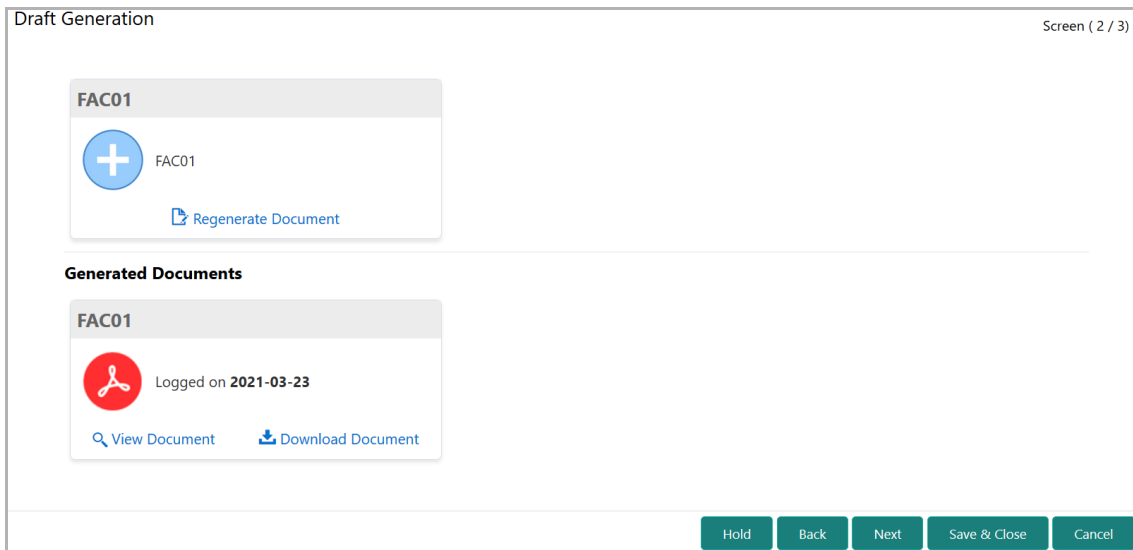 Draft Generation
Screen ( 2 / 3)
FAC01
FAC01
Regenerate Document
Generated Documents
FAC01
Logged on 2021-03-23
View Document Download Document
Hold Back Next Save & Close Cancel